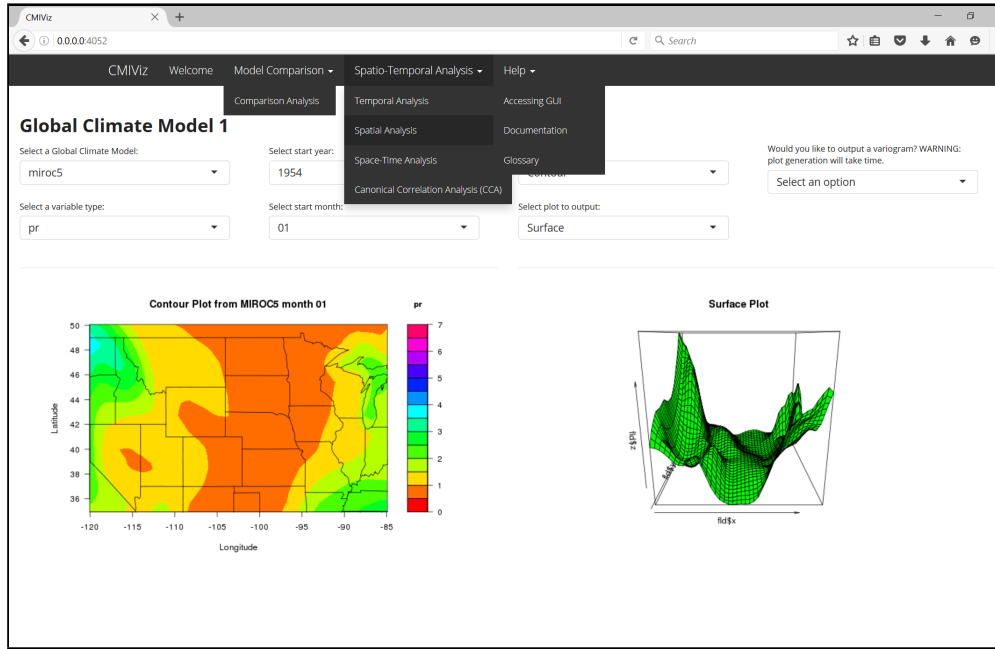 CMIViz
0.0.0.0:4052
Search
CMIViz Welcome Model Comparison Spatio-Temporal Analysis Help
Comparison Analysis Temporal Analysis Accessing GUI
Spatial Analysis Documentation
Space-Time Analysis Glossary
Canonical Correlation Analysis (CCA)
Global Climate Model 1
Select a Global Climate Model:
miroc5
Select start year:
1954
Contour
Would you like to output a variogram? WARNING:
plot generation will take time.
Select an option
Select a variable type:
pr
Select start month:
01
Select plot to output:
Surface
Contour Plot from MIROC5 month 01
pr
50
48
46
44
42
40
38
36
Latitude
-120 -115 -110 -105 -100 -95 -90 -85
Longitude
7
6
5
4
3
2
1
0
Surface Plot
fld$z
fld$y
fld$x